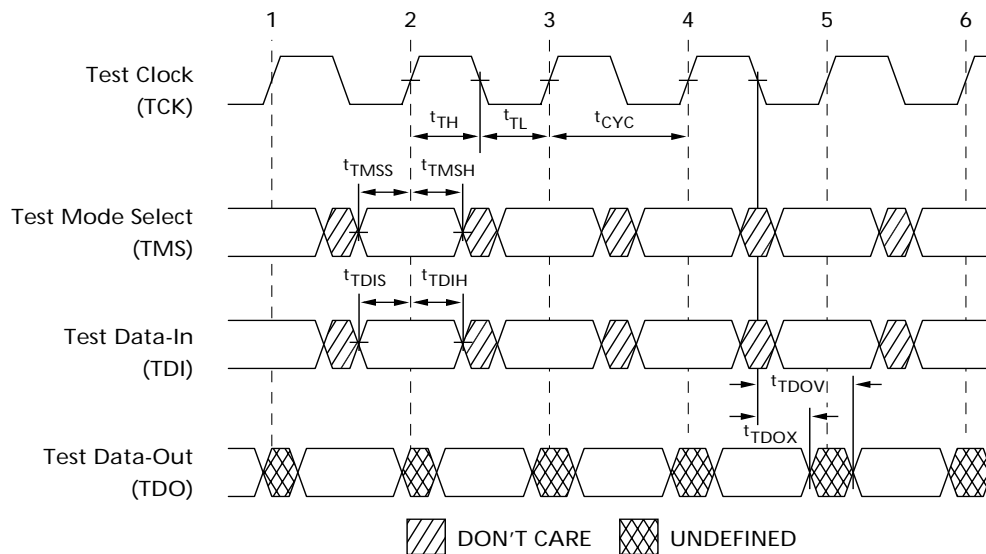 1 2 3 4 5 6
Test Clock
(TCK)
tTH tTL tCYC
tTMSS tTMSH
Test Mode Select
(TMS)
tTDIS tTDIH
Test Data-In
(TDI)
tTDOV
tTDOX
Test Data-Out
(TDO)
DON'T CARE UNDEFINED